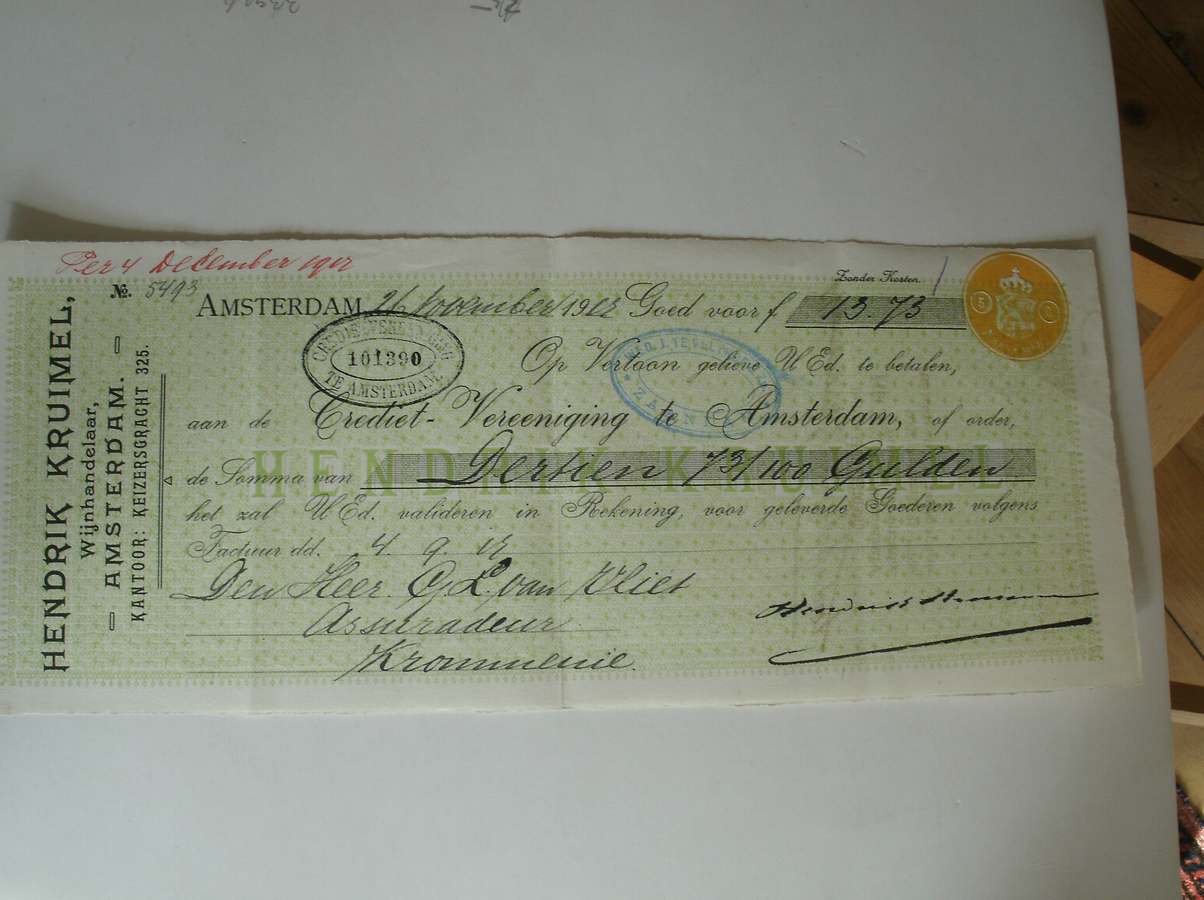 Per 4 December 1912
No. 5493
AMSTERDAM, 26 November 1912 Goed voor f 13.73
Zonder Kosten.
CREDIET-VEREENIGING
101390
TE AMSTERDAM
Op Vertoon gelieve U Ed. te betalen,
aan de Crediet-Vereeniging te Amsterdam, of order,
de Somma van Dertien 73/100 Gulden
HENDRIK KRUIMEL
het zal U Ed. valideren in Rekening, voor geleverde Goederen volgens
Factuur dd. 4. 9. 12
Den Heer G. L. van Vliet
Assuradeur
Krommenie.
Hendrik Kruimel
HENDRIK KRUIMEL,
Wijnhandelaar,
AMSTERDAM.
KANTOOR: KEIZERSGRACHT 325.
5 C